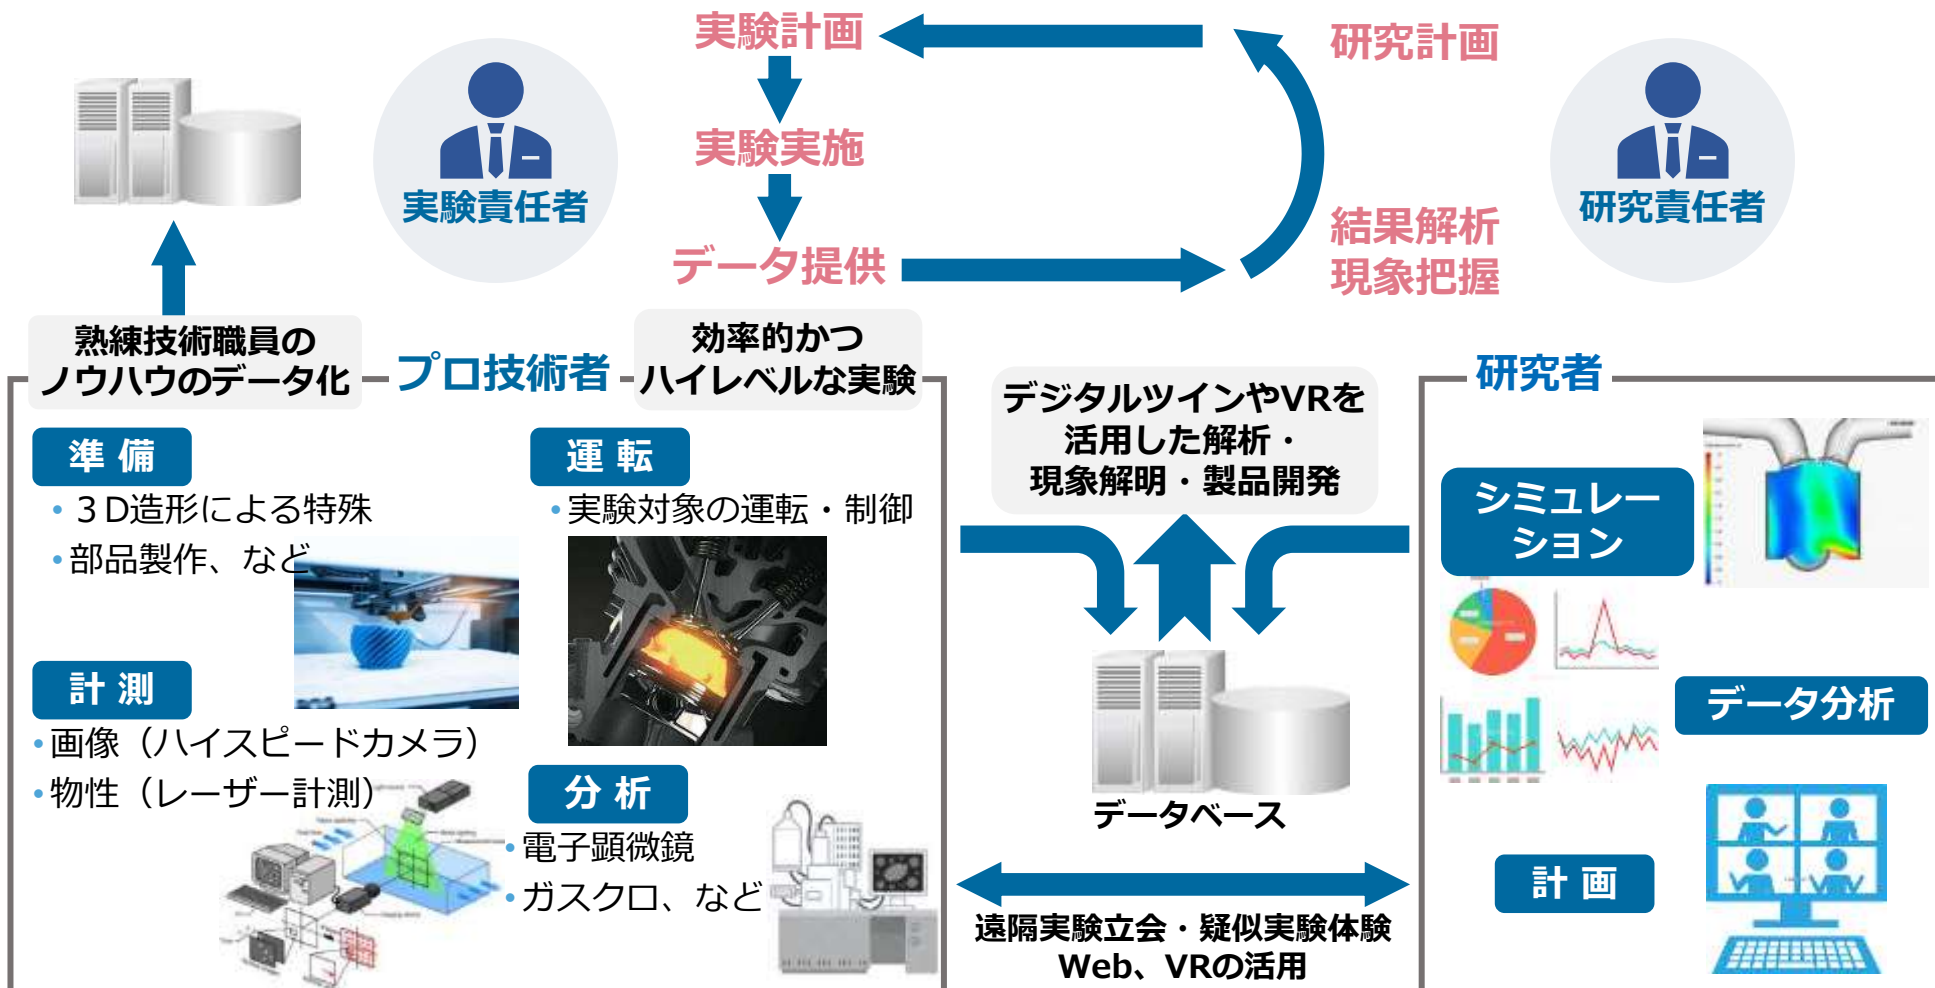 実験計画
研究計画
実験実施
実験責任者
研究責任者
データ提供
結果解析
現象把握
熟練技術職員の
ノウハウのデータ化
プロ技術者
効率的かつ
ハイレベルな実験
研究者
デジタルツインやVRを
活用した解析・
現象解明・製品開発
準 備
・３D造形による特殊
・部品製作、など
運 転
・実験対象の運転・制御
シミュレー
ション
計 測
・画像（ハイスピードカメラ）
・物性（レーザー計測）
分 析
・電子顕微鏡
・ガスクロ、など
データベース
データ分析
計 画
遠隔実験立会・疑似実験体験
Web、VRの活用